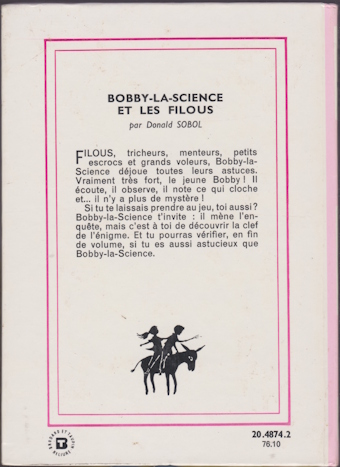 BOBBY-LA-SCIENCE
ET LES FILOUS
par Donald SOBOL
FILOUS, tricheurs, menteurs, petits
escrocs et grands voleurs, Bobby-la-
Science déjoue toutes leurs astuces.
Vraiment très fort, le jeune Bobby ! Il
écoute, il observe, il note ce qui cloche
et... il n'y a plus de mystère !
Si tu te laissais prendre au jeu, toi aussi ?
Bobby-la-Science t'invite : il mène l'en-
quête, mais c'est à toi de découvrir la clef
de l'énigme. Et tu pourras vérifier, en fin
de volume, si tu es aussi astucieux que
Bobby-la-Science.
20.4874.2
76.10